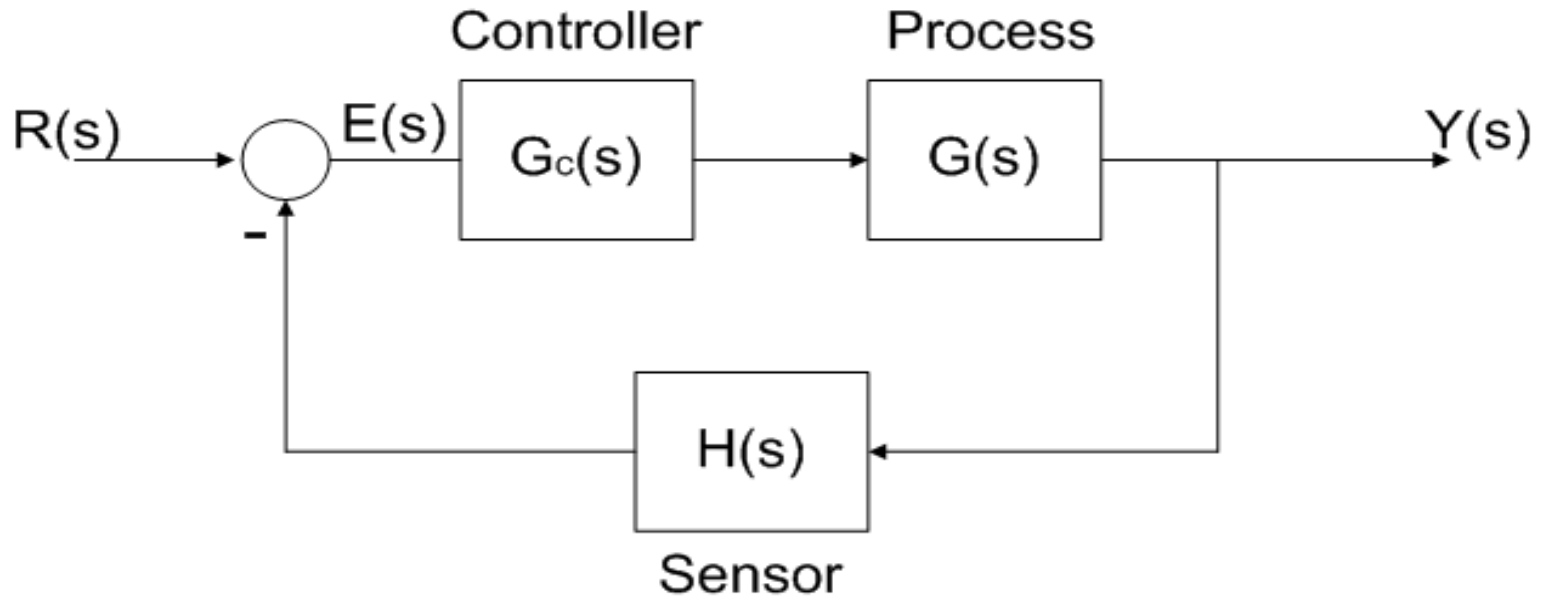 Controller
Process
R(s)
E(s)
Gc(s)
G(s)
Y(s)
-
H(s)
Sensor